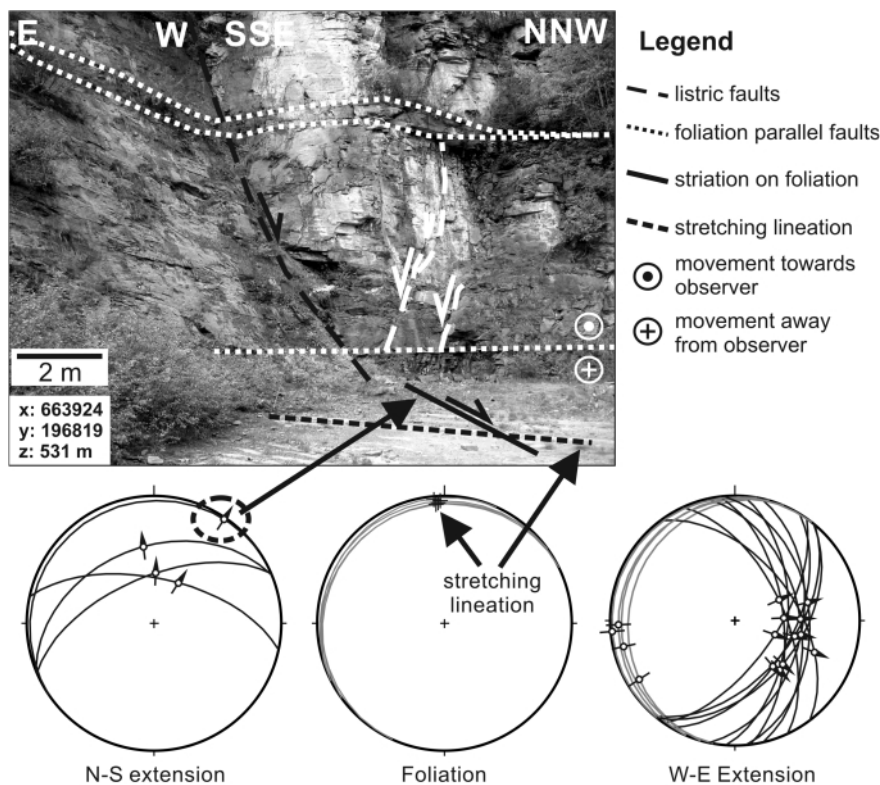 E W SSE NNW
2 m
x: 663924
y: 196819
z: 531 m
Legend
listric faults
foliation parallel faults
striation on foliation
stretching lineation
movement towards
observer
movement away
from observer
stretching
lineation
N-S extension
Foliation
W-E Extension